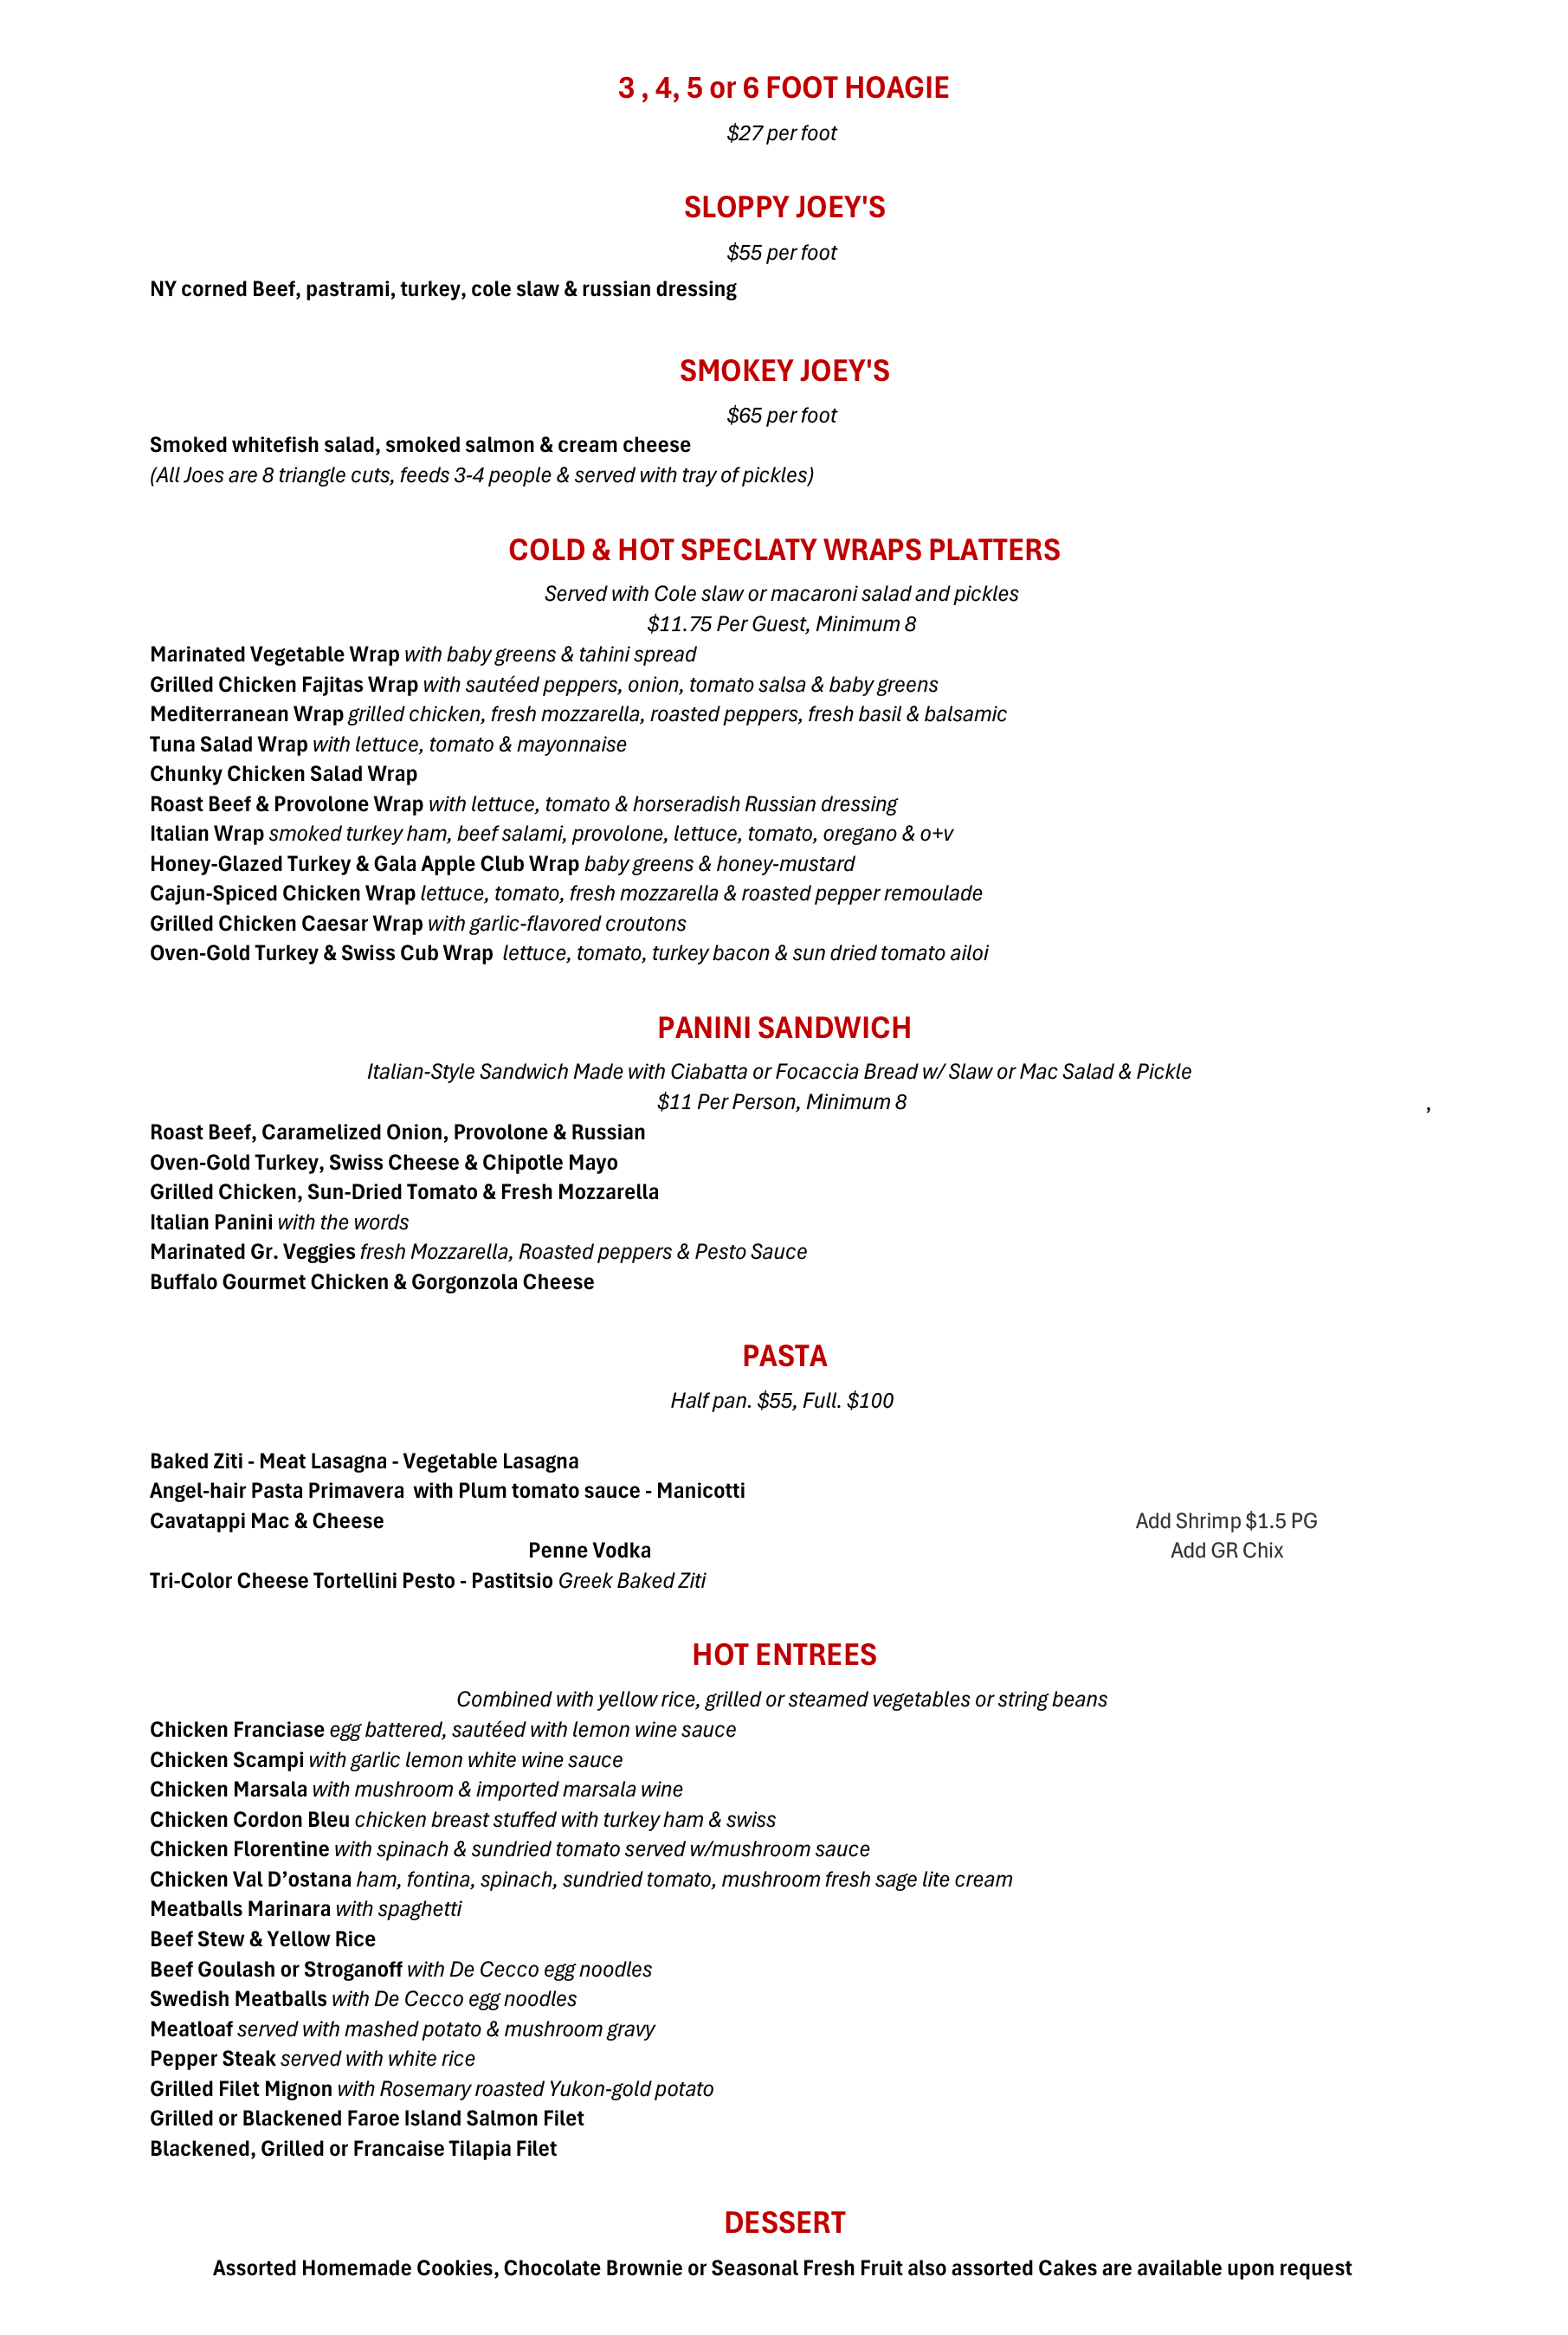 3 , 4, 5 or 6 FOOT HOAGIE
$27 per foot
SLOPPY JOEY'S
$55 per foot
NY corned Beef, pastrami, turkey, cole slaw & russian dressing
SMOKEY JOEY'S
$65 per foot
Smoked whitefish salad, smoked salmon & cream cheese
(All Joes are 8 triangle cuts, feeds 3-4 people & served with tray of pickles)
COLD & HOT SPECLATY WRAPS PLATTERS
Served with Cole slaw or macaroni salad and pickles
$11.75 Per Guest, Minimum 8
Marinated Vegetable Wrap with baby greens & tahini spread
Grilled Chicken Fajitas Wrap with sautéed peppers, onion, tomato salsa & baby greens
Mediterranean Wrap grilled chicken, fresh mozzarella, roasted peppers, fresh basil & balsamic
Tuna Salad Wrap with lettuce, tomato & mayonnaise
Chunky Chicken Salad Wrap
Roast Beef & Provolone Wrap with lettuce, tomato & horseradish Russian dressing
Italian Wrap smoked turkey ham, beef salami, provolone, lettuce, tomato, oregano & o+v
Honey-Glazed Turkey & Gala Apple Club Wrap baby greens & honey-mustard
Cajun-Spiced Chicken Wrap lettuce, tomato, fresh mozzarella & roasted pepper remoulade
Grilled Chicken Caesar Wrap with garlic-flavored croutons
Oven-Gold Turkey & Swiss Cub Wrap lettuce, tomato, turkey bacon & sun dried tomato ailoi
PANINI SANDWICH
Italian-Style Sandwich Made with Ciabatta or Focaccia Bread w/ Slaw or Mac Salad & Pickle
$11 Per Person, Minimum 8 ,
Roast Beef, Caramelized Onion, Provolone & Russian
Oven-Gold Turkey, Swiss Cheese & Chipotle Mayo
Grilled Chicken, Sun-Dried Tomato & Fresh Mozzarella
Italian Panini with the words
Marinated Gr. Veggies fresh Mozzarella, Roasted peppers & Pesto Sauce
Buffalo Gourmet Chicken & Gorgonzola Cheese
PASTA
Half pan. $55, Full. $100
Baked Ziti - Meat Lasagna - Vegetable Lasagna
Angel-hair Pasta Primavera with Plum tomato sauce - Manicotti
Cavatappi Mac & Cheese Add Shrimp $1.5 PG
Penne Vodka Add GR Chix
Tri-Color Cheese Tortellini Pesto - Pastitsio Greek Baked Ziti
HOT ENTREES
Combined with yellow rice, grilled or steamed vegetables or string beans
Chicken Franciase egg battered, sautéed with lemon wine sauce
Chicken Scampi with garlic lemon white wine sauce
Chicken Marsala with mushroom & imported marsala wine
Chicken Cordon Bleu chicken breast stuffed with turkey ham & swiss
Chicken Florentine with spinach & sundried tomato served w/mushroom sauce
Chicken Val D’ostana ham, fontina, spinach, sundried tomato, mushroom fresh sage lite cream
Meatballs Marinara with spaghetti
Beef Stew & Yellow Rice
Beef Goulash or Stroganoff with De Cecco egg noodles
Swedish Meatballs with De Cecco egg noodles
Meatloaf served with mashed potato & mushroom gravy
Pepper Steak served with white rice
Grilled Filet Mignon with Rosemary roasted Yukon-gold potato
Grilled or Blackened Faroe Island Salmon Filet
Blackened, Grilled or Francaise Tilapia Filet
DESSERT
Assorted Homemade Cookies, Chocolate Brownie or Seasonal Fresh Fruit also assorted Cakes are available upon request